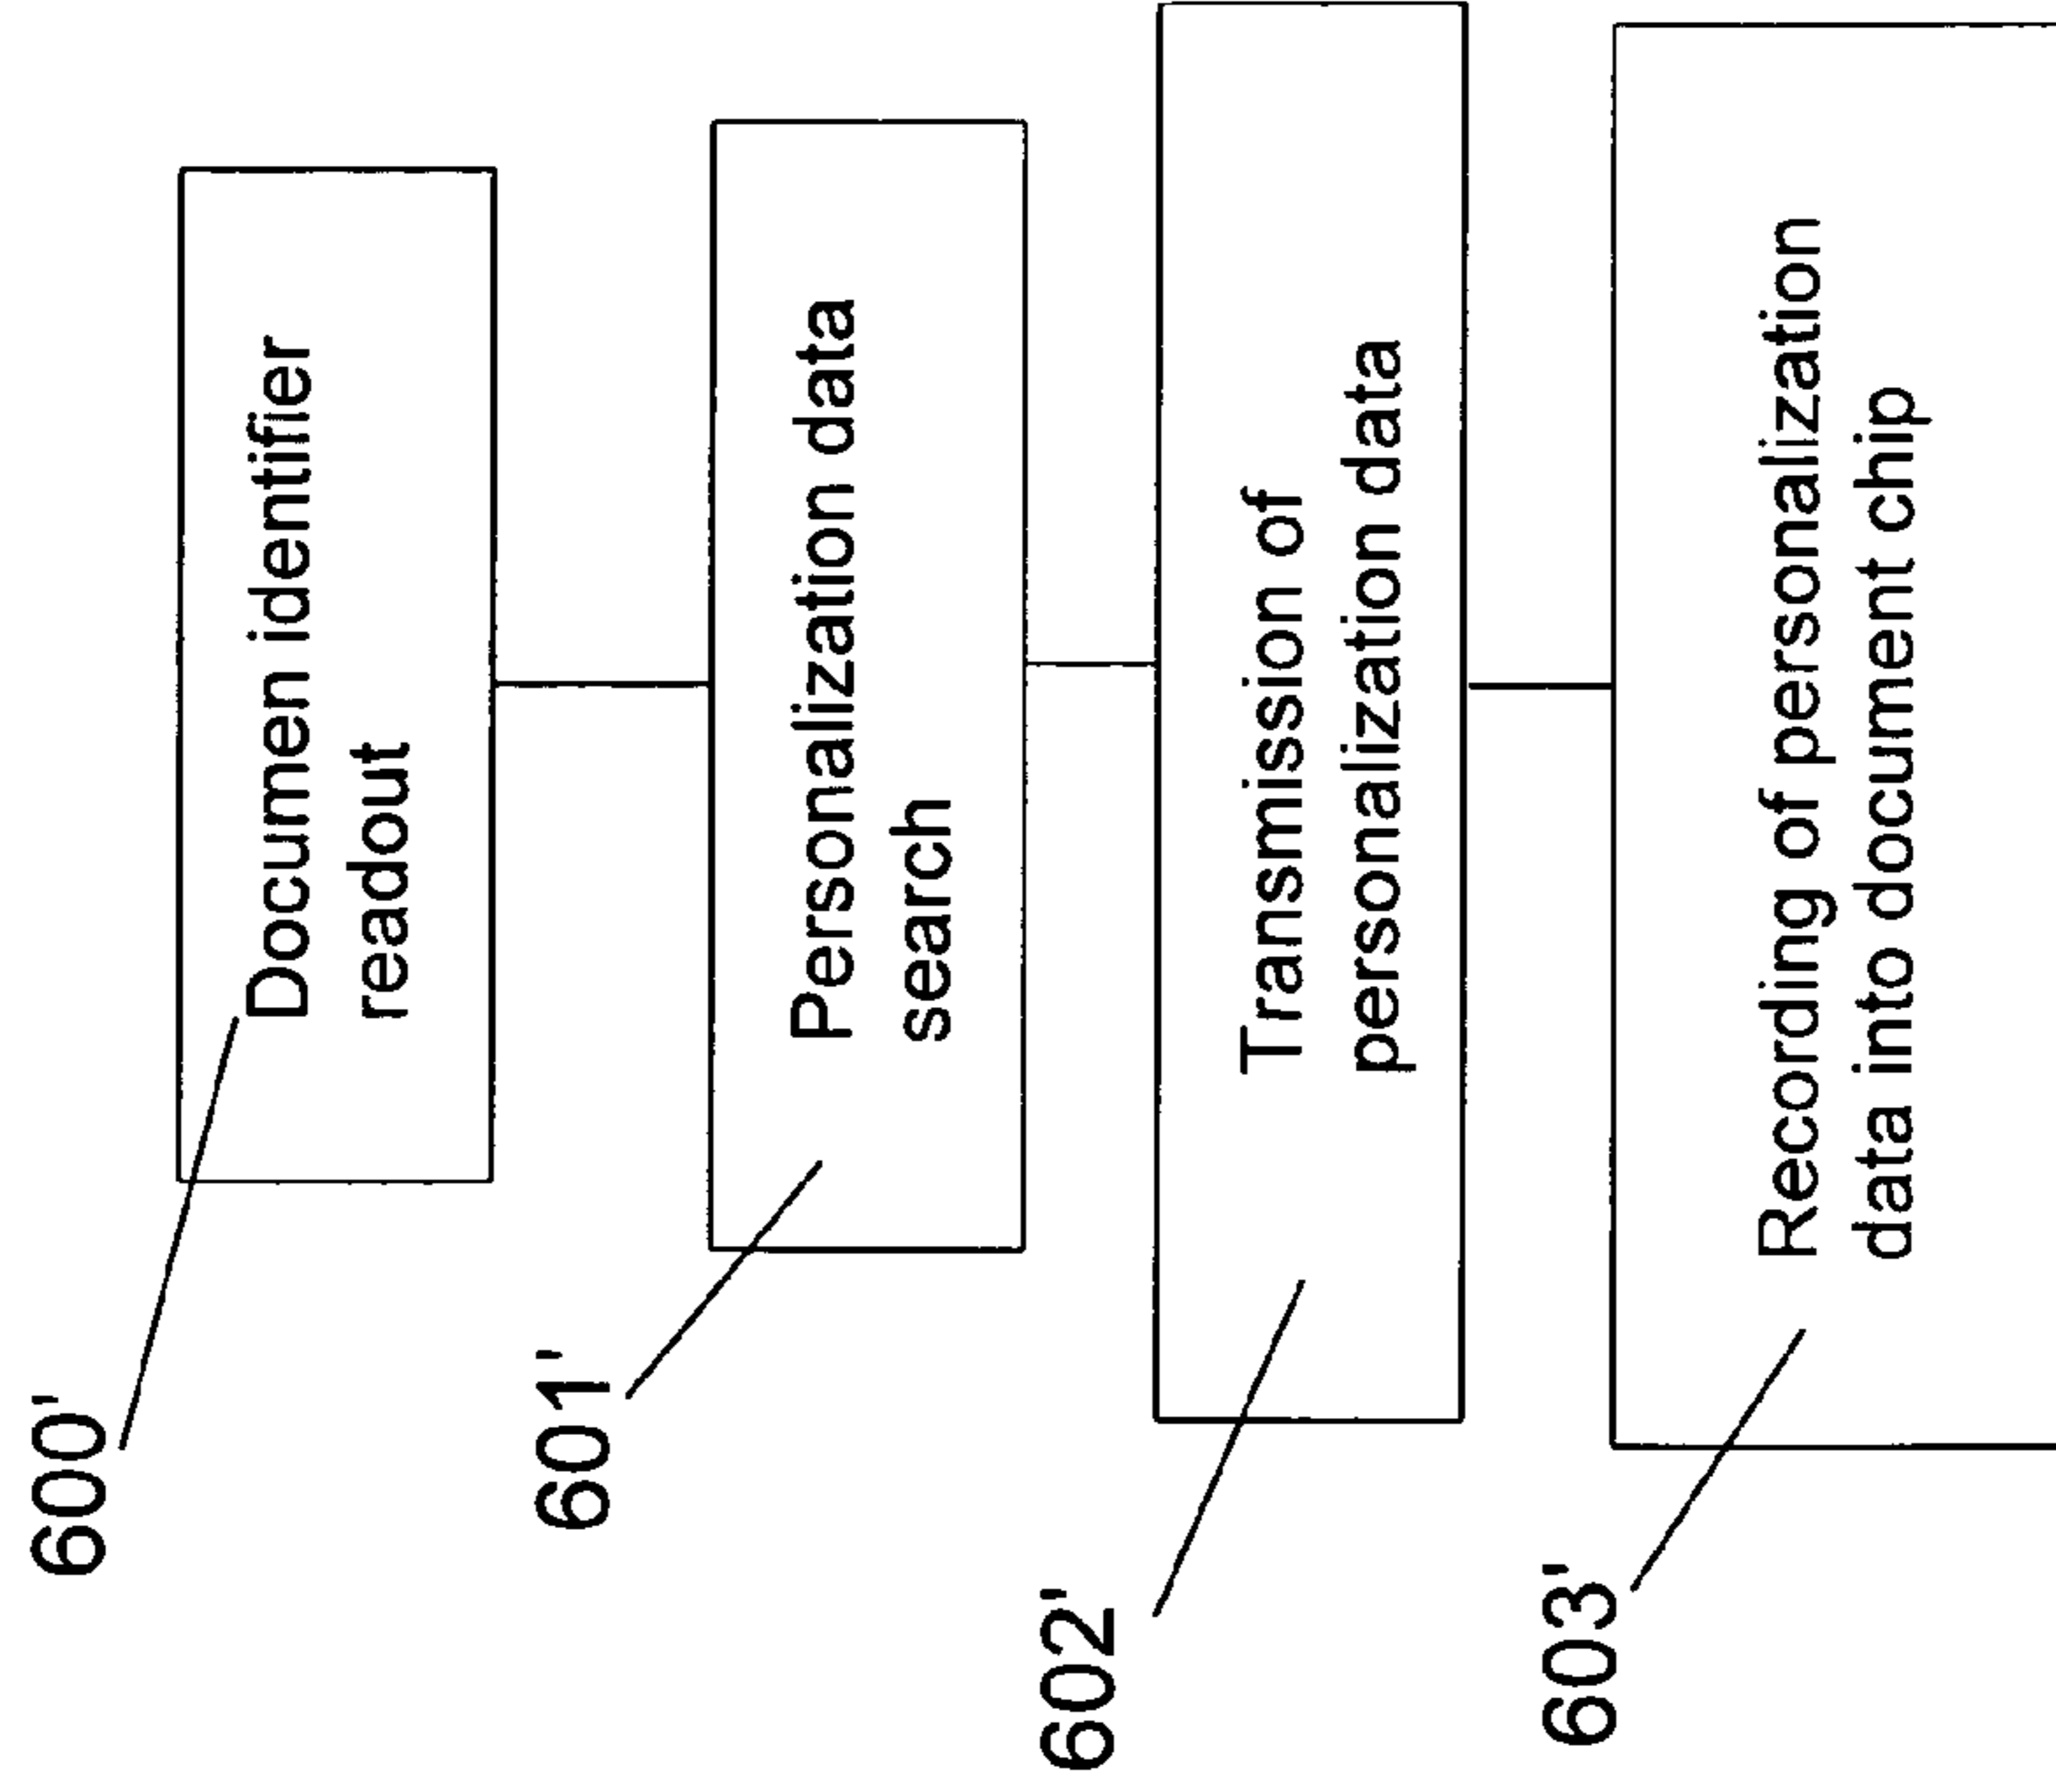 600'
Documen identifier
readout
601'
Personalization data
search
602'
Transmission of
personalization data
603'
Recording of personalization
data into document chip